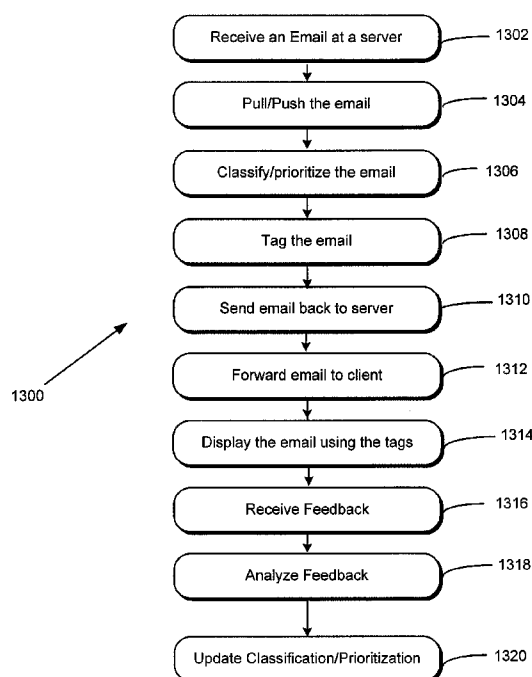 Receive an Email at a server
1302
Pull/Push the email
1304
Classify/prioritize the email
1306
Tag the email
1308
Send email back to server
1310
Forward email to client
1312
1300
Display the email using the tags
1314
Receive Feedback
1316
Analyze Feedback
1318
Update Classification/Prioritization
1320